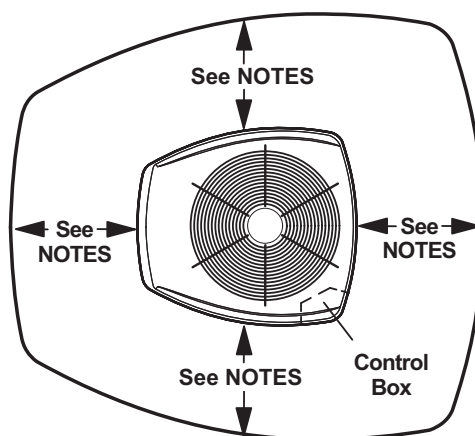 See NOTES
See
NOTES
See
NOTES
See NOTES
Control
Box